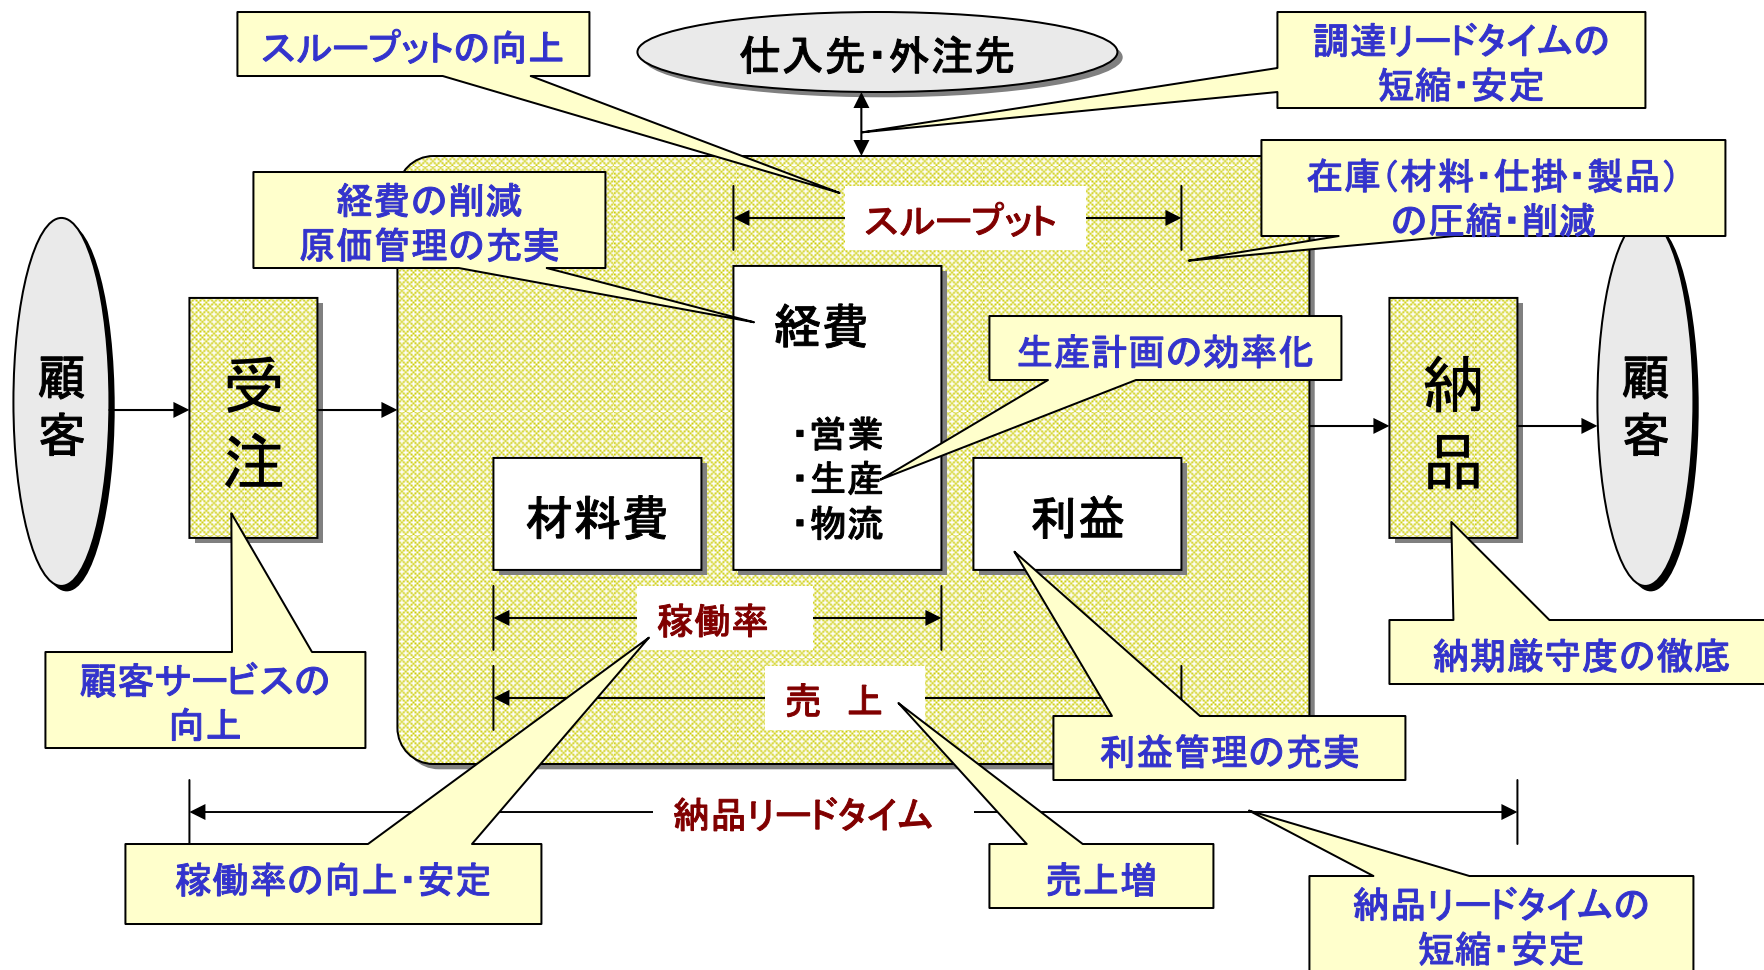 スループットの向上
仕入先・外注先
調達リードタイムの
短縮・安定
経費の削減
原価管理の充実
スループット
在庫（材料・仕掛・製品）
の圧縮・削減
顧客
受注
経費
・営業
・生産
・物流
生産計画の効率化
材料費
利益
納品
顧客
稼働率
売 上
顧客サービスの
向上
納期厳守度の徹底
利益管理の充実
納品リードタイム
稼働率の向上・安定
売上増
納品リードタイムの
短縮・安定